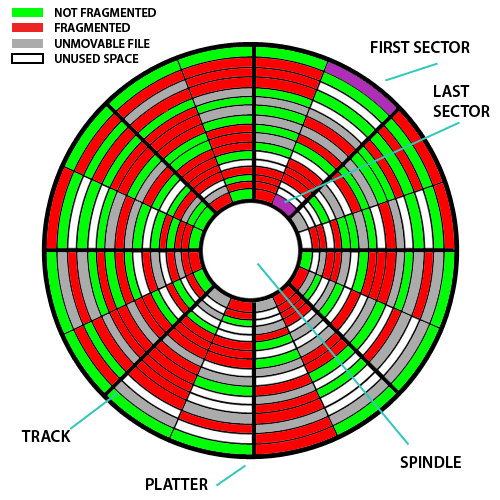 NOT FRAGMENTED
FRAGMENTED
UNMOVABLE FILE
UNUSED SPACE
FIRST SECTOR
LAST
SECTOR
TRACK
PLATTER
SPINDLE